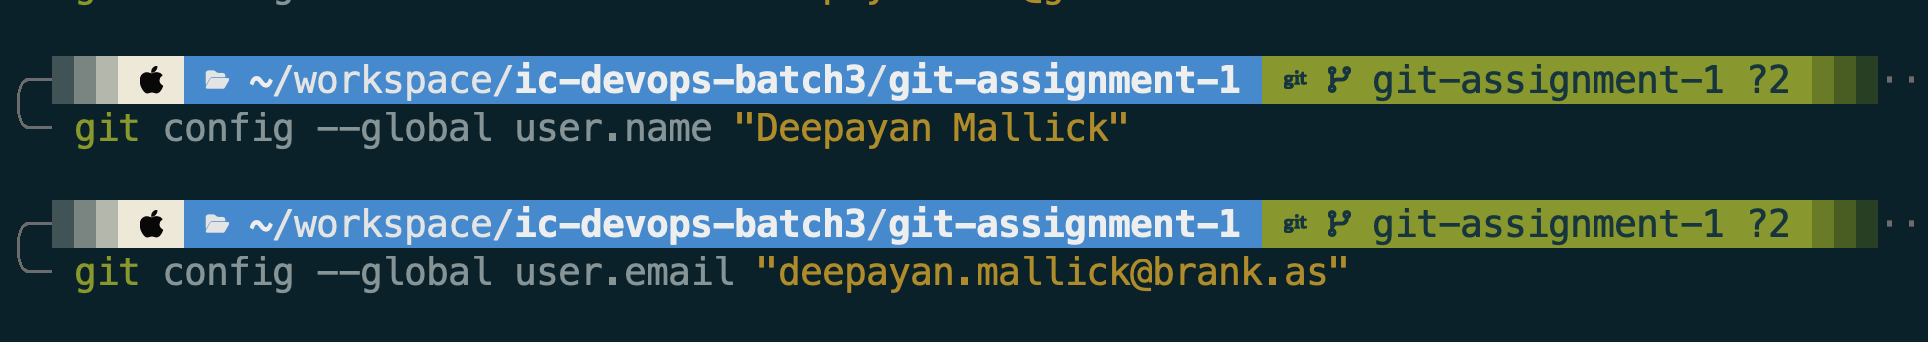 ~/workspace/ic-devops-batch3/git-assignment-1 git git-assignment-1 ?2
git config --global user.name "Deepayan Mallick"
~/workspace/ic-devops-batch3/git-assignment-1 git git-assignment-1 ?2
git config --global user.email "deepayan.mallick@brank.as"